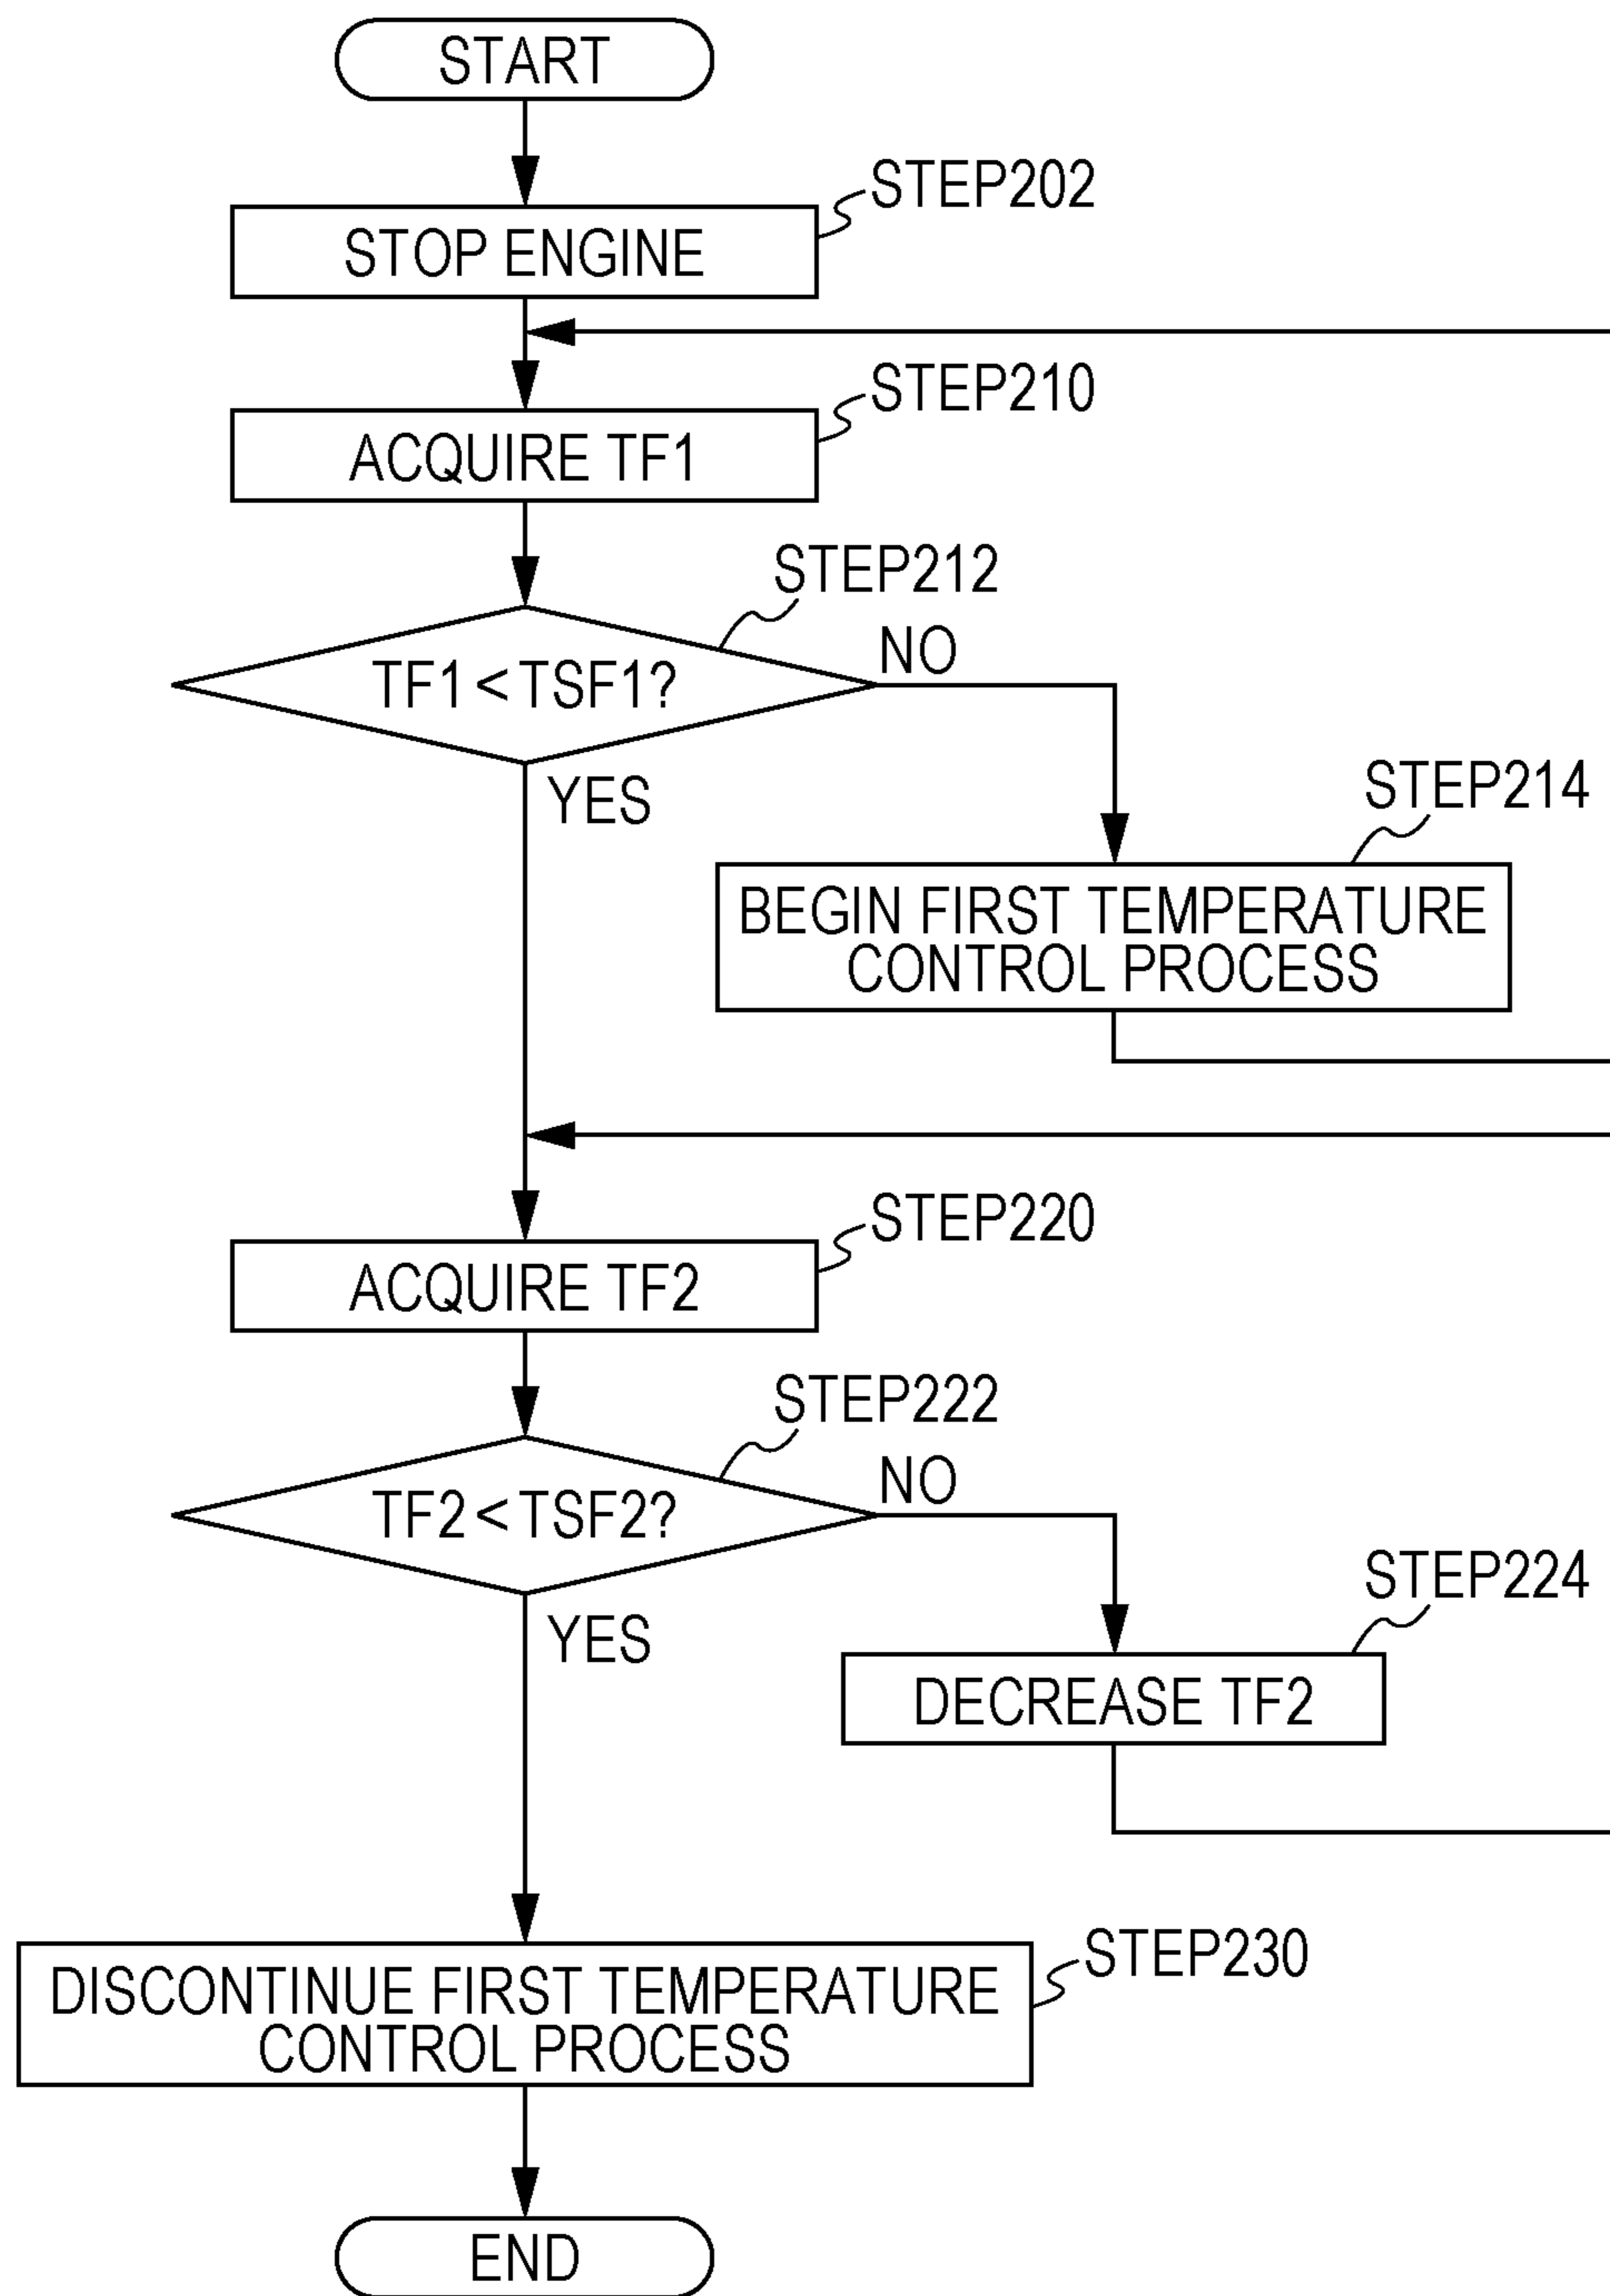 START
STEP202
STOP ENGINE
STEP210
ACQUIRE TF1
STEP212
TF1<TSF1?
NO
YES
STEP214
BEGIN FIRST TEMPERATURE
CONTROL PROCESS
STEP220
ACQUIRE TF2
STEP222
TF2<TSF2?
NO
YES
STEP224
DECREASE TF2
STEP230
DISCONTINUE FIRST TEMPERATURE
CONTROL PROCESS
END